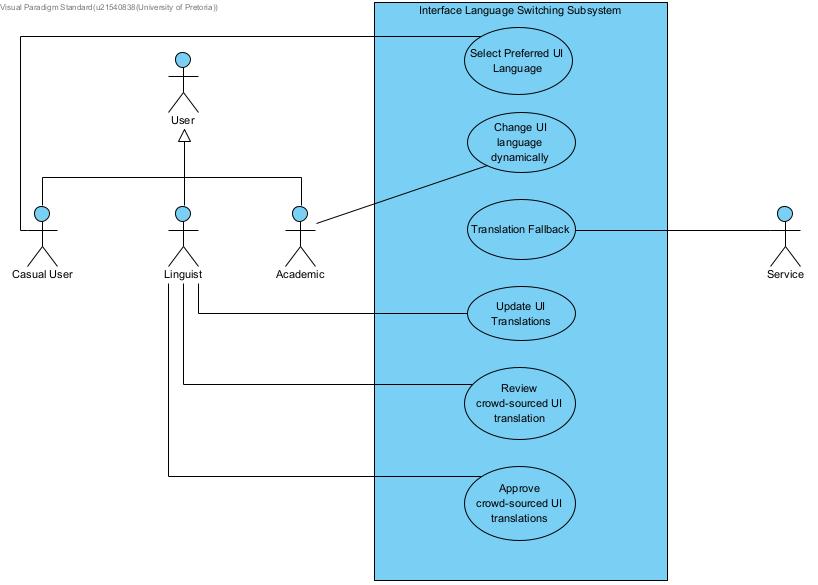 Visual Paradigm Standard(u21540838(University of Pretoria))
Interface Language Switching Subsystem
Select Preferred UI
Language
User
Change UI
language
dynamically
Translation Fallback
Casual User
Linguist
Academic
Service
Update UI
Translations
Review
crowd-sourced UI
translation
Approve
crowd-sourced UI
translations